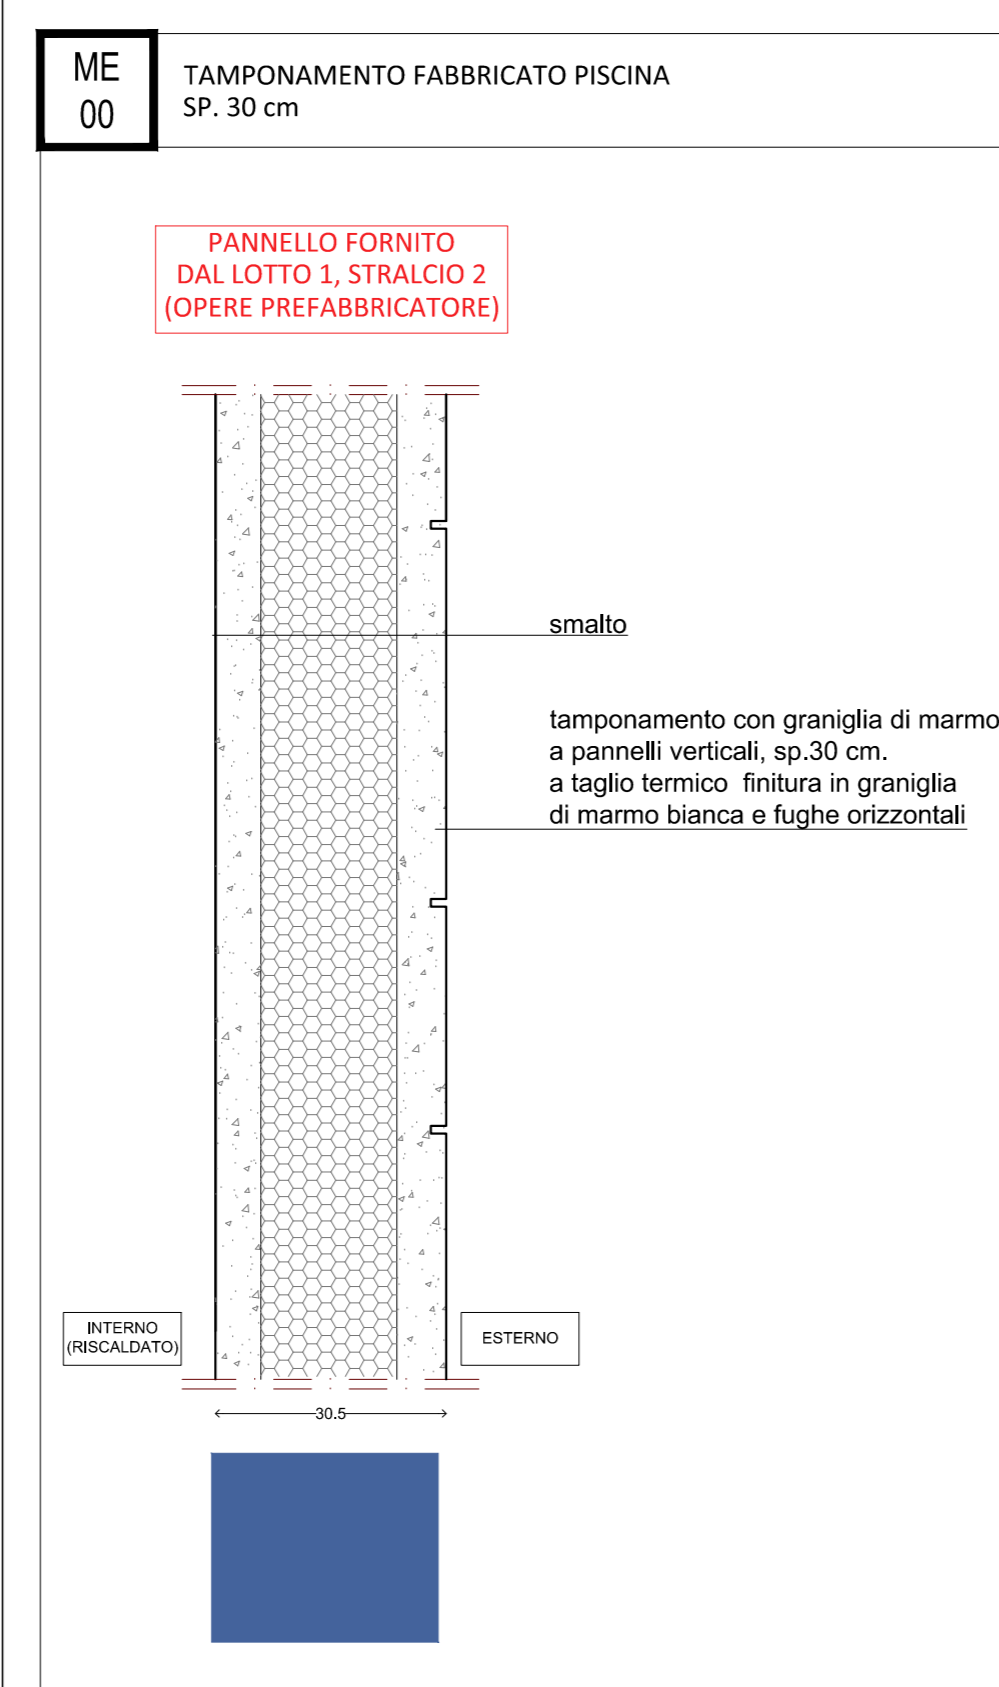 ME
00
TAMPONAMENTO FABBRICATO PISCINA
SP. 30 cm
PANNELLO FORNITO
DAL LOTTO 1, STRALCIO 2
(OPERE PREFABBRICATORE)
smalto
tamponamento con graniglia di marmo
a pannelli verticali, sp.30 cm.
a taglio termico finitura in graniglia
di marmo bianca e fughe orizzontali
INTERNO
(RISCALDATO)
ESTERNO
30.5